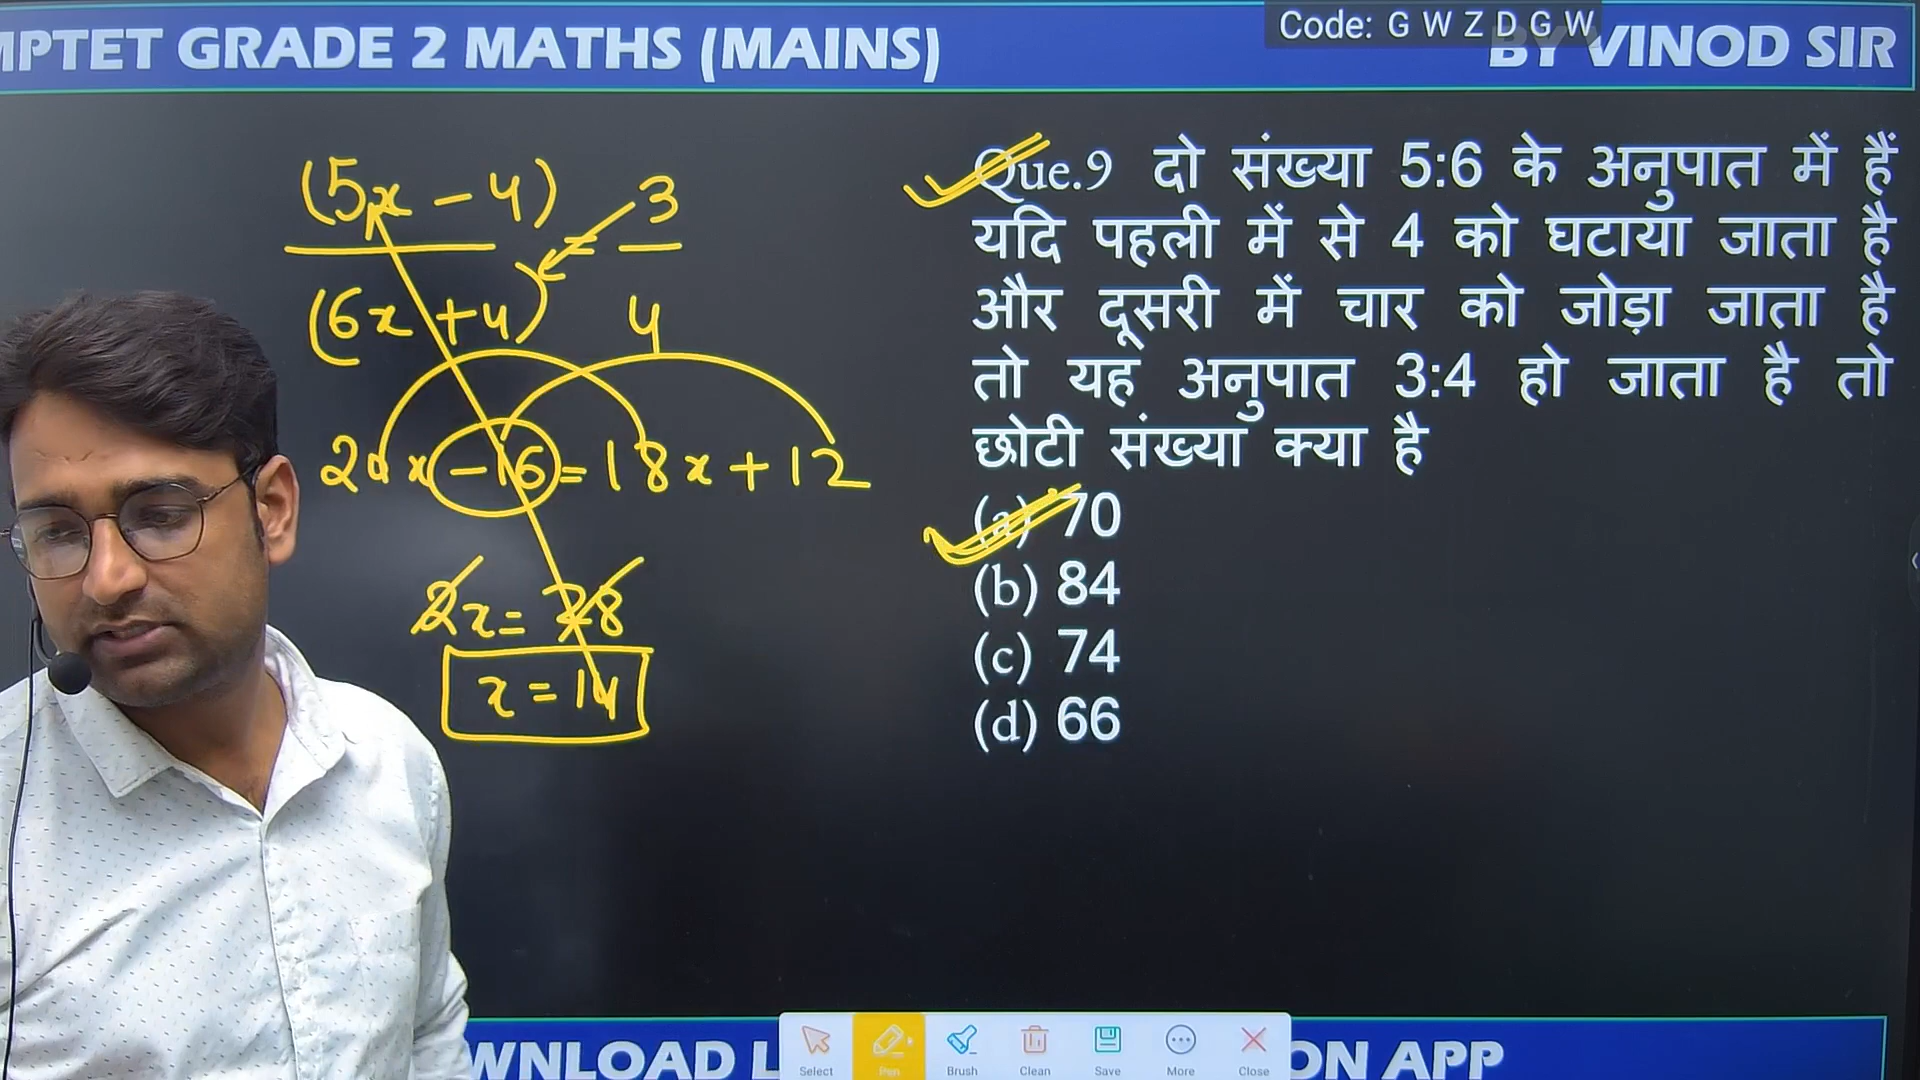 MPTET GRADE 2 MATHS (MAINS)
Code: G W Z D G W
BY VINOD SIR
(5x - 4) = 3
(6x + 4) 4
20x - 16 = 18x + 12
2x = 28
x = 14
Que.9 दो संख्या 5:6 के अनुपात में हैं
यदि पहली में से 4 को घटाया जाता है
और दूसरी में चार को जोड़ा जाता है
तो यह अनुपात 3:4 हो जाता है तो
छोटी संख्या क्या है
(a) 70
(b) 84
(c) 74
(d) 66
WNLOAD L
ON APP
Select Pen Brush Clean Save More Close